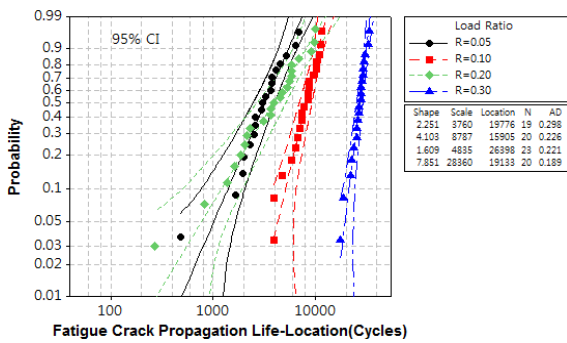 95% CI
Probability
0.9
0.8
0.7
0.6
0.5
0.4
0.3
0.2
0.1
0.05
0.03
0.02
0.01
100
1000
10000
Fatigue Crack Propagation Life-Location(Cycles)
Load Ratio
R=0.05
R=0.10
R=0.20
R=0.30
Shape Scale Location N AD
2.251 3760 19776 19 0.298
4.103 8787 15905 20 0.226
1.609 4835 26398 23 0.221
7.851 28360 19133 20 0.189